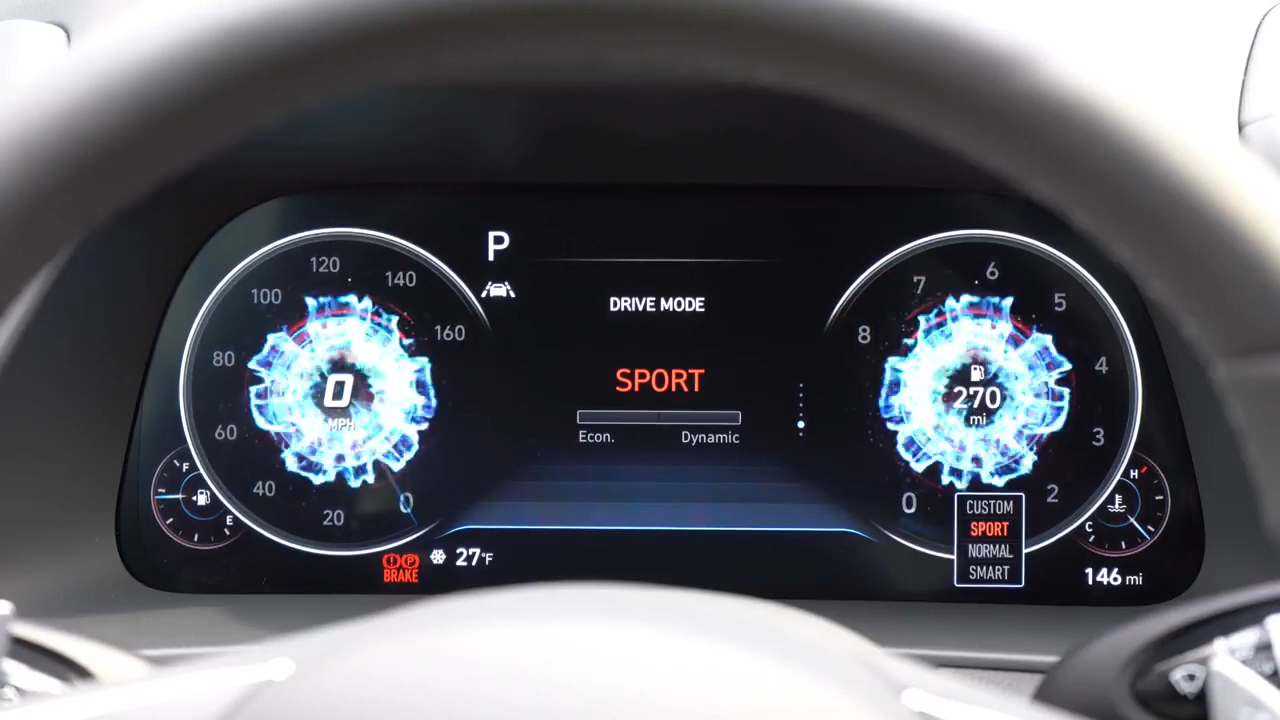 P
DRIVE MODE
SPORT
Econ. Dynamic
0
20
40
60
80
100
120
140
160
0
MPH
F
E
BRAKE
P
27°F
8
7
6
5
4
3
2
0
270
mi
CUSTOM
SPORT
NORMAL
SMART
H
C
146 mi